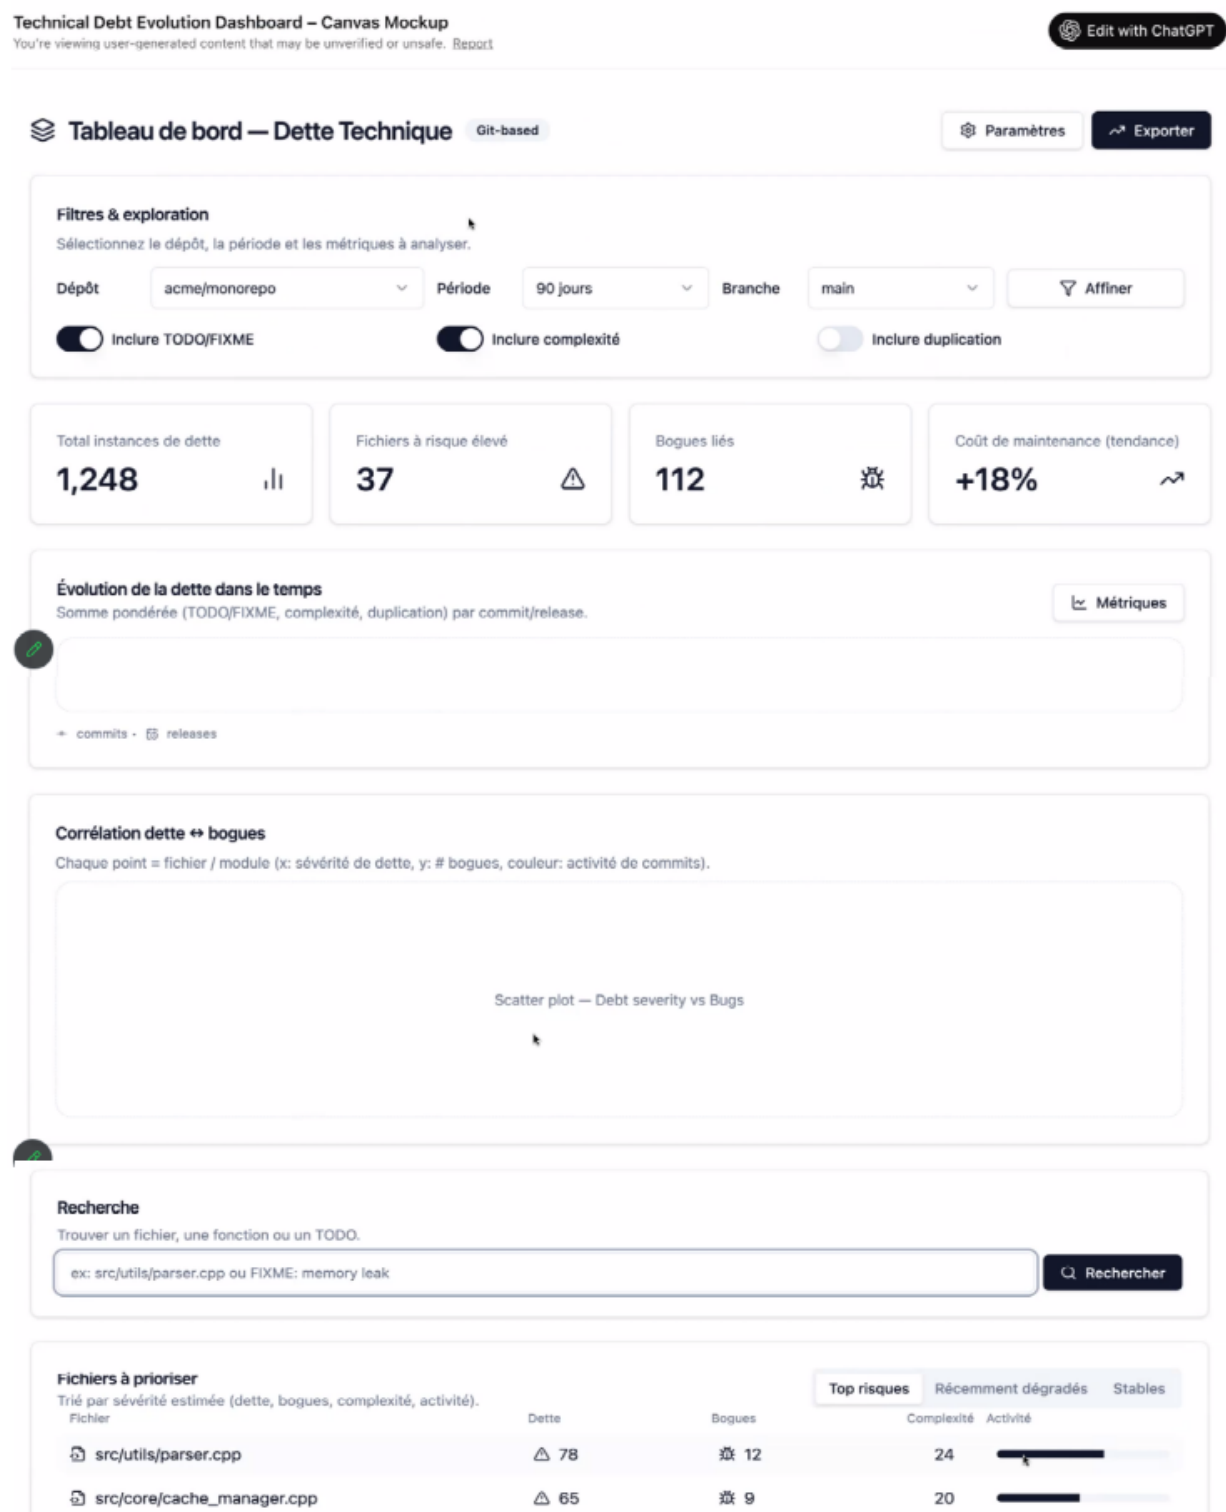 Technical Debt Evolution Dashboard – Canvas Mockup
You're viewing user-generated content that may be unverified or unsafe. Report
Edit with ChatGPT
Tableau de bord — Dette Technique
Git-based
Paramètres
Exporter
Filtres & exploration
Sélectionnez le dépôt, la période et les métriques à analyser.
Dépôt acme/monorepo Période 90 jours Branche main Affiner
Inclure TODO/FIXME Inclure complexité Inclure duplication
Total instances de dette
1,248
Fichiers à risque élevé
37
Bogues liés
112
Coût de maintenance (tendance)
+18%
Évolution de la dette dans le temps
Somme pondérée (TODO/FIXME, complexité, duplication) par commit/release.
Métriques
commits • releases
Corrélation dette ↔ bogues
Chaque point = fichier / module (x: sévérité de dette, y: # bogues, couleur: activité de commits).
Scatter plot — Debt severity vs Bugs
Recherche
Trouver un fichier, une fonction ou un TODO.
ex: src/utils/parser.cpp ou FIXME: memory leak
Rechercher
Fichiers à prioriser
Trié par sévérité estimée (dette, bogues, complexité, activité).
Top risques Récemment dégradés Stables
Fichier Dette Bogues Complexité Activité
src/utils/parser.cpp 78 12 24
src/core/cache_manager.cpp 65 9 20